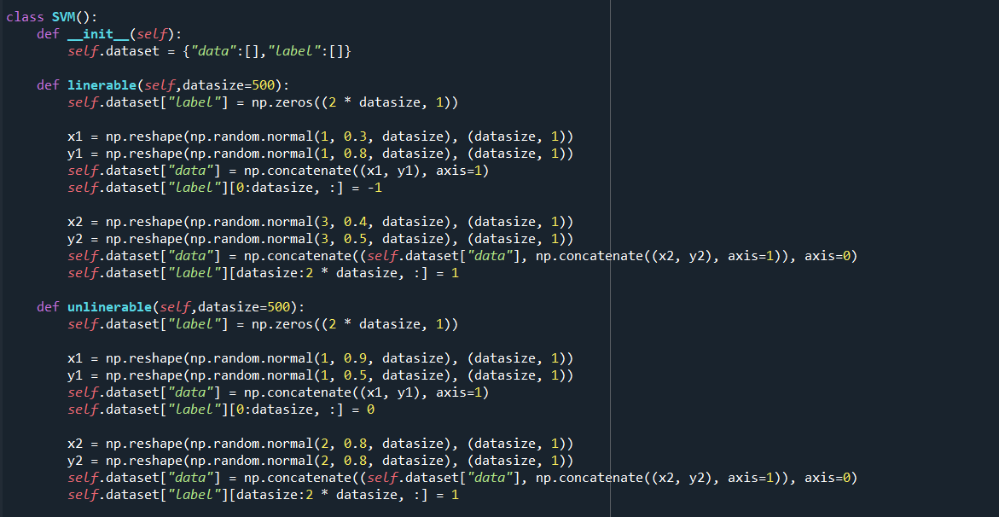 class SVM():
    def __init__(self):
        self.dataset = {"data":[],"label":[]}
    def linerable(self,datasize=500):
        self.dataset["label"] = np.zeros((2 * datasize, 1))
        x1 = np.reshape(np.random.normal(1, 0.3, datasize), (datasize, 1))
        y1 = np.reshape(np.random.normal(1, 0.8, datasize), (datasize, 1))
        self.dataset["data"] = np.concatenate((x1, y1), axis=1)
        self.dataset["label"][0:datasize, :] = -1
        x2 = np.reshape(np.random.normal(3, 0.4, datasize), (datasize, 1))
        y2 = np.reshape(np.random.normal(3, 0.5, datasize), (datasize, 1))
        self.dataset["data"] = np.concatenate((self.dataset["data"], np.concatenate((x2, y2), axis=1)), axis=0)
        self.dataset["label"][datasize:2 * datasize, :] = 1
    def unlinerable(self,datasize=500):
        self.dataset["label"] = np.zeros((2 * datasize, 1))
        x1 = np.reshape(np.random.normal(1, 0.9, datasize), (datasize, 1))
        y1 = np.reshape(np.random.normal(1, 0.5, datasize), (datasize, 1))
        self.dataset["data"] = np.concatenate((x1, y1), axis=1)
        self.dataset["label"][0:datasize, :] = 0
        x2 = np.reshape(np.random.normal(2, 0.8, datasize), (datasize, 1))
        y2 = np.reshape(np.random.normal(2, 0.8, datasize), (datasize, 1))
        self.dataset["data"] = np.concatenate((self.dataset["data"], np.concatenate((x2, y2), axis=1)), axis=0)
        self.dataset["label"][datasize:2 * datasize, :] = 1